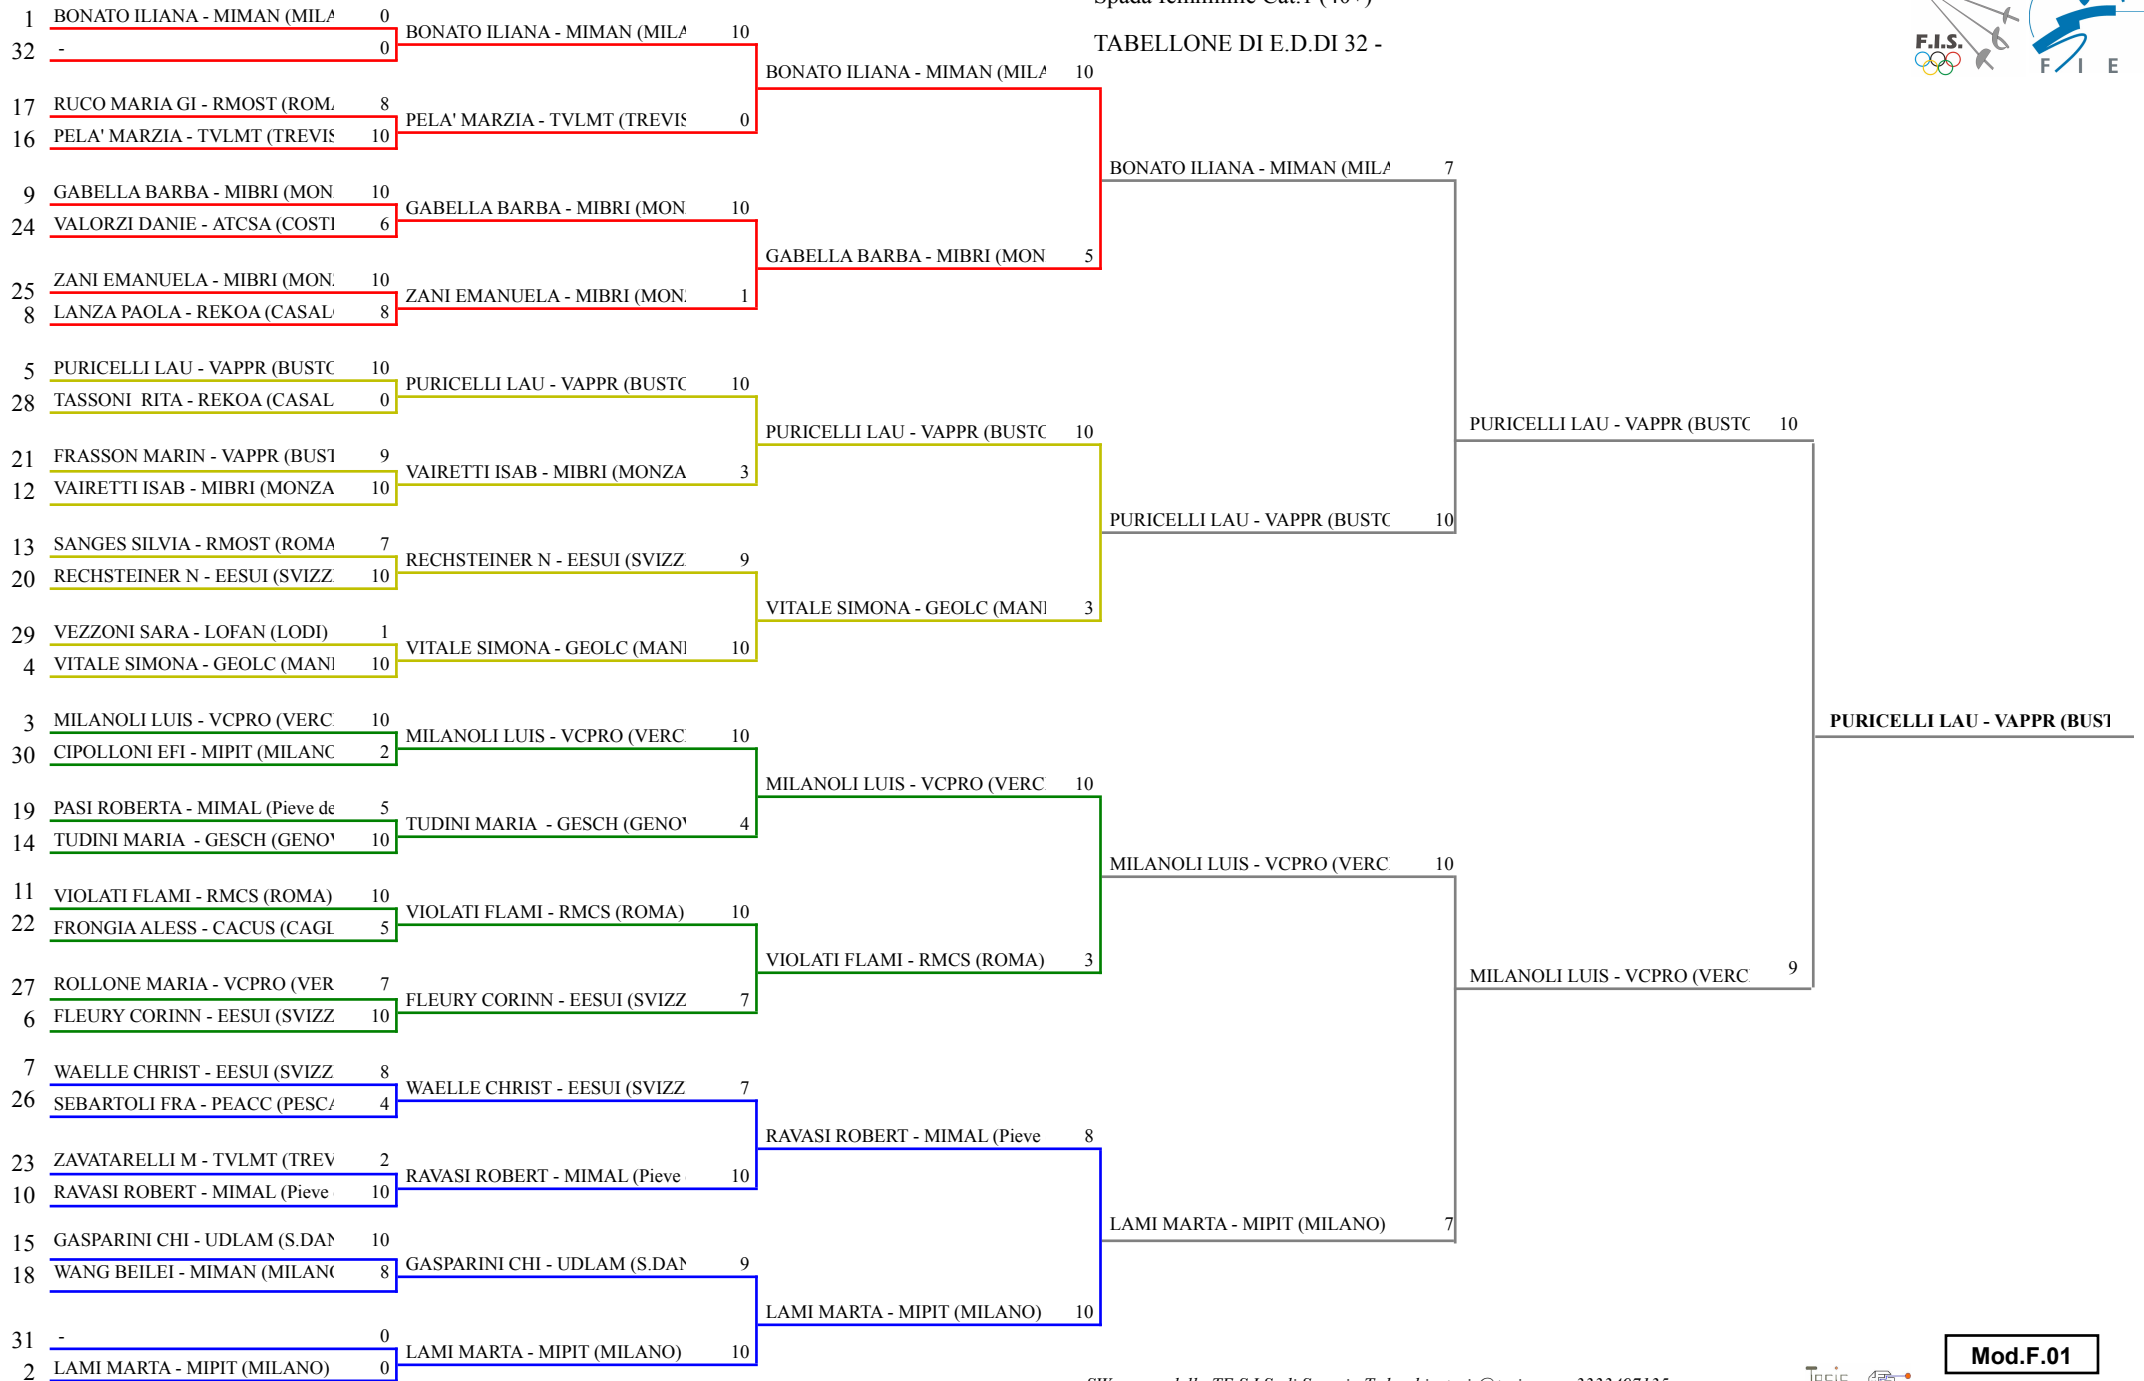 Spada femminile Cat.1 (40+)
TABELLONE DI E.D.DI 32 -
F.I.S.
F I E
1 BONATO ILIANA - MIMAN (MILA 0
32 - 0
17 RUCO MARIA GI - RMOST (ROM 8
16 PELA' MARZIA - TVLMT (TREVIS 10
9 GABELLA BARBA - MIBRI (MON 10
24 VALORZI DANIE - ATCSA (COSTI 6
25 ZANI EMANUELA - MIBRI (MON 10
8 LANZA PAOLA - REKOA (CASAL 8
5 PURICELLI LAU - VAPPR (BUSTO 10
28 TASSONI RITA - REKOA (CASAL 0
21 FRASSON MARIN - VAPPR (BUST 9
12 VAIRETTI ISAB - MIBRI (MONZA 10
13 SANGES SILVIA - RMOST (ROMA 7
20 RECHSTEINER N - EESUI (SVIZZ 10
29 VEZZONI SARA - LOFAN (LODI) 1
4 VITALE SIMONA - GEOLC (MANI 10
3 MILANOLI LUIS - VCPRO (VERC 10
30 CIPOLLONI EFI - MIPIT (MILANO 2
19 PASI ROBERTA - MIMAL (Pieve de 5
14 TUDINI MARIA - GESCH (GENOV 10
11 VIOLATI FLAMI - RMCS (ROMA) 10
22 FRONGIA ALESS - CACUS (CAGL 5
27 ROLLONE MARIA - VCPRO (VER 7
6 FLEURY CORINN - EESUI (SVIZZ 10
7 WAELLE CHRIST - EESUI (SVIZZ 8
26 SEBARTOLI FRA - PEACC (PESCA 4
23 ZAVATARELLI M - TVLMT (TREV 2
10 RAVASI ROBERT - MIMAL (Pieve 10
15 GASPARINI CHI - UDLAM (S.DAN 10
18 WANG BEILEI - MIMAN (MILANO 8
31 - 0
2 LAMI MARTA - MIPIT (MILANO) 0
BONATO ILIANA - MIMAN (MILA 10
PELA' MARZIA - TVLMT (TREVIS 0
GABELLA BARBA - MIBRI (MON 10
ZANI EMANUELA - MIBRI (MON 1
PURICELLI LAU - VAPPR (BUSTO 10
VAIRETTI ISAB - MIBRI (MONZA 3
RECHSTEINER N - EESUI (SVIZZ 9
VITALE SIMONA - GEOLC (MANI 10
MILANOLI LUIS - VCPRO (VERC 10
TUDINI MARIA - GESCH (GENOV 4
VIOLATI FLAMI - RMCS (ROMA) 10
FLEURY CORINN - EESUI (SVIZZ 7
WAELLE CHRIST - EESUI (SVIZZ 7
RAVASI ROBERT - MIMAL (Pieve 10
GASPARINI CHI - UDLAM (S.DAN 9
LAMI MARTA - MIPIT (MILANO) 10
BONATO ILIANA - MIMAN (MILA 10
GABELLA BARBA - MIBRI (MON 5
PURICELLI LAU - VAPPR (BUSTO 10
VITALE SIMONA - GEOLC (MANI 3
MILANOLI LUIS - VCPRO (VERC 10
VIOLATI FLAMI - RMCS (ROMA) 3
RAVASI ROBERT - MIMAL (Pieve 8
LAMI MARTA - MIPIT (MILANO) 10
BONATO ILIANA - MIMAN (MILA 7
PURICELLI LAU - VAPPR (BUSTO 10
MILANOLI LUIS - VCPRO (VERC 10
LAMI MARTA - MIPIT (MILANO) 7
PURICELLI LAU - VAPPR (BUSTO 10
MILANOLI LUIS - VCPRO (VERC 9
PURICELLI LAU - VAPPR (BUST
Mod.F.01